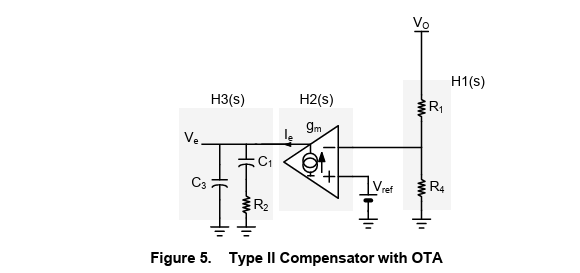 Vo
H1(s)
H3(s)
H2(s)
R1
Ve
Ie
gm
C1
C3
R2
Vref
R4
Figure 5. Type II Compensator with OTA